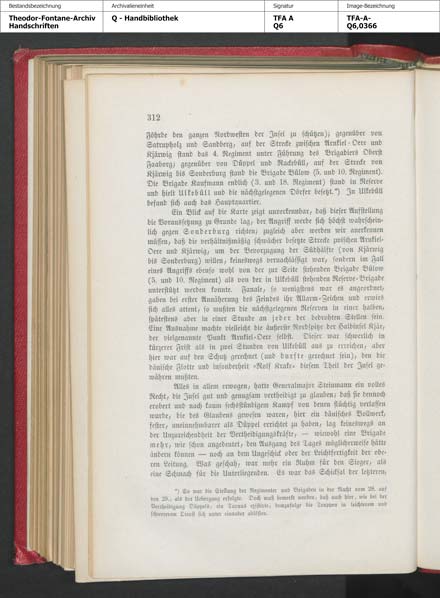 Bestandsbezeichnung
Archivalieneinheit
Signatur
Image-Bezeichnung
Theodor-Fontane-Archiv
Handschriften
Q - Handbibliothek
TFA A
Q6
TFA-A-
Q6,0366
312
Föhrde den ganzen Nordwesten der Insel zu schützen); gegenüber von
Satrupholz und Sandberg, auf der Strecke zwischen Arnkiel-Oere und
Kjärwig stand das 4. Regiment unter Führung des Brigadiers Oberst
Faaborg; gegenüber von Düppel und Rackebüll, auf der Strecke von
Kjärwig bis Sonderburg stand die Brigade Bülow (5. und 10. Regiment).
Die Brigade Kaufmann endlich (3. und 18. Regiment) stand in Reserve
und hielt Ulkebüll und die nächstgelegenen Dörfer besetzt.*) In Ulkebüll
befand sich auch das Hauptquartier.
Ein Blick auf die Karte zeigt unverkennbar, daß dieser Aufstellung
die Voraussetzung zu Grunde lag, der Angriff werde sich höchst wahrschein-
lich gegen Sonderburg richten; zugleich aber werden wir anerkennen
müssen, daß die verhältnißmäßig schwächer besetzte Strecke zwischen Arnkiel-
Oere und Kjärwig, um der Bevorzugung der Südhälfte (von Kjärwig
bis Sonderburg) willen, keineswegs vernachlässigt war, sondern im Fall
eines Angriffs ebenso wohl von der zur Seite stehenden Brigade Bülow
(5. und 10. Regiment) als von der in Ulkebüll stehenden Reserve-Brigade
unterstützt werden konnte. Fanale, so wenigstens war es angeordnet,
gaben bei erster Annäherung des Feindes ihr Allarm-Zeichen und erwies
sich alles attent, so mußten die nächstgelegenen Reserven in einer halben,
spätestens aber in einer Stunde an jeder der bedrohten Stellen sein.
Eine Ausnahme machte vielleicht die äußerste Nordspitze der Halbinsel Kjär,
der vielgenannte Punkt Arnkiel-Oere selbst. Dieser war schwerlich in
kürzerer Frist als in zwei Stunden von Ulkebüll aus zu erreichen, aber
hier war auf den Schutz gerechnet (und durfte gerechnet sein), den die
dänische Flotte und insonderheit »Rolf Krake« diesem Theil der Insel ge-
währen mußten.
Alles in allem erwogen, hatte Generalmajor Steinmann ein volles
Recht, die Insel gut und genugsam vertheidigt zu glauben; daß sie dennoch
erobert und nach kaum sechsstündigem Kampf von denen flüchtig verlassen
wurde, die des Glaubens gewesen waren, hier ein dänisches Bollwerk,
fester, uneinnehmbarer als Düppel errichtet zu haben, lag keineswegs an
der Unzureichendheit der Vertheidigungskräfte, — wiewohl eine Brigade
mehr, wie schon angedeutet, den Ausgang des Tages möglicherweise hätte
ändern können — noch an dem Ungeschick oder der Leichtfertigkeit der obe-
ren Leitung. Was geschah, war mehr ein Ruhm für den Sieger, als
eine Schmach für die Unterliegenden. Es war das Schicksal der letztern,
*) Es war die Stellung der Regimenter und Brigaden in der Nacht vom 28. auf
den 29., als der Uebergang erfolgte. Doch muß bemerkt werden, daß auch hier, wie bei der
Vertheidigung Düppels, ein Turnus existirte, demzufolge die Truppen in leichterem und
schwererem Dienst sich unter einander ablösten.